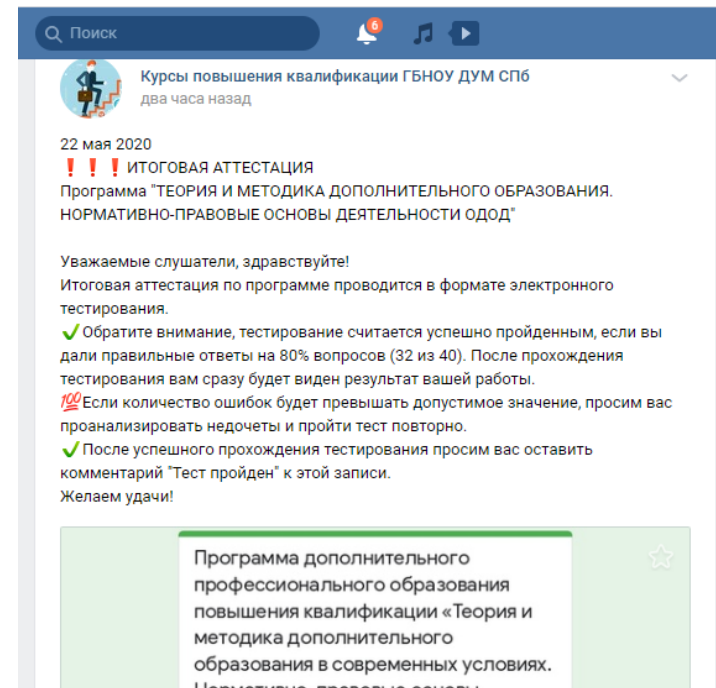 Поиск
6
Курсы повышения квалификации ГБНОУ ДУМ СПб
два часа назад
22 мая 2020
❗❗❗ИТОГОВАЯ АТТЕСТАЦИЯ
Программа "ТЕОРИЯ И МЕТОДИКА ДОПОЛНИТЕЛЬНОГО ОБРАЗОВАНИЯ.
НОРМАТИВНО-ПРАВОВЫЕ ОСНОВЫ ДЕЯТЕЛЬНОСТИ ОДОД"
Уважаемые слушатели, здравствуйте!
Итоговая аттестация по программе проводится в формате электронного
тестирования.
✔Обратите внимание, тестирование считается успешно пройденным, если вы
дали правильные ответы на 80% вопросов (32 из 40). После прохождения
тестирования вам сразу будет виден результат вашей работы.
💯Если количество ошибок будет превышать допустимое значение, просим вас
проанализировать недочеты и пройти тест повторно.
✔После успешного прохождения тестирования просим вас оставить
комментарий "Тест пройден" к этой записи.
Желаем удачи!
Программа дополнительного
профессионального образования
повышения квалификации «Теория и
методика дополнительного
образования в современных условиях.
Нормативно-правовые основы